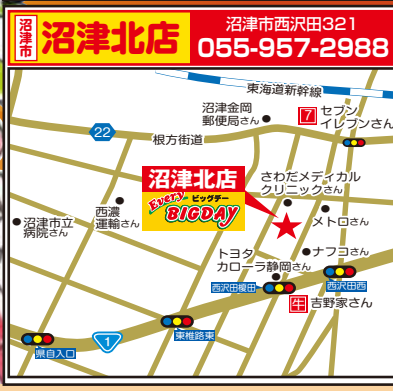 沼津市
沼津北店
沼津市西沢田321
055-957-2988
東海道新幹線
沼津金岡
郵便局さん
7
セブン
イレブンさん
22
根方街道
沼津北店
Every
ビッグデー
BIGDAY
さわだメディカル
クリニックさん
西濃
運輸さん
沼津市立
病院さん
メトロさん
トヨタ
カローラ静岡さん
ナフコさん
西沢田榎田
西沢田西
牛
吉野家さん
東椎路東
1
県自入口